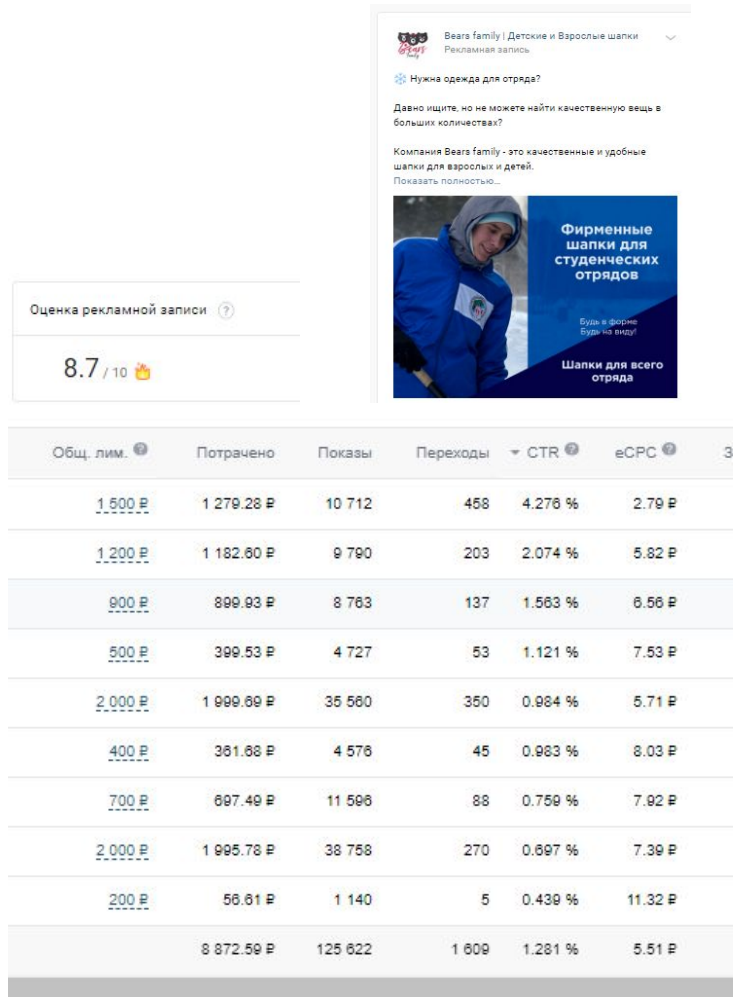 Bears family | Детские и Взрослые шапки
Рекламная запись
Нужна одежда для отряда?
Давно ищите, но не можете найти качественную вещь в
больших количествах?
Компания Bears family - это качественные и удобные
шапки для взрослых и детей.
Показать полностью...
Фирменные
шапки для
студенческих
отрядов
Будь в форме
Будь на виду!
Шапки для всего
отряда
Оценка рекламной записи ?
8.7 / 10
Общ. лим. ? Потрачено Показы Переходы CTR ? eCPC ? З
1 500 ₽ 1 279.28 ₽ 10 712 458 4.276 % 2.79 ₽
1 200 ₽ 1 182.60 ₽ 9 790 203 2.074 % 5.82 ₽
900 ₽ 899.93 ₽ 8 763 137 1.563 % 6.56 ₽
500 ₽ 399.53 ₽ 4 727 53 1.121 % 7.53 ₽
2 000 ₽ 1 999.69 ₽ 35 560 350 0.984 % 5.71 ₽
400 ₽ 361.68 ₽ 4 576 45 0.983 % 8.03 ₽
700 ₽ 697.49 ₽ 11 596 88 0.759 % 7.92 ₽
2 000 ₽ 1 995.78 ₽ 38 758 270 0.697 % 7.39 ₽
200 ₽ 56.61 ₽ 1 140 5 0.439 % 11.32 ₽
8 872.59 ₽ 125 622 1 609 1.281 % 5.51 ₽